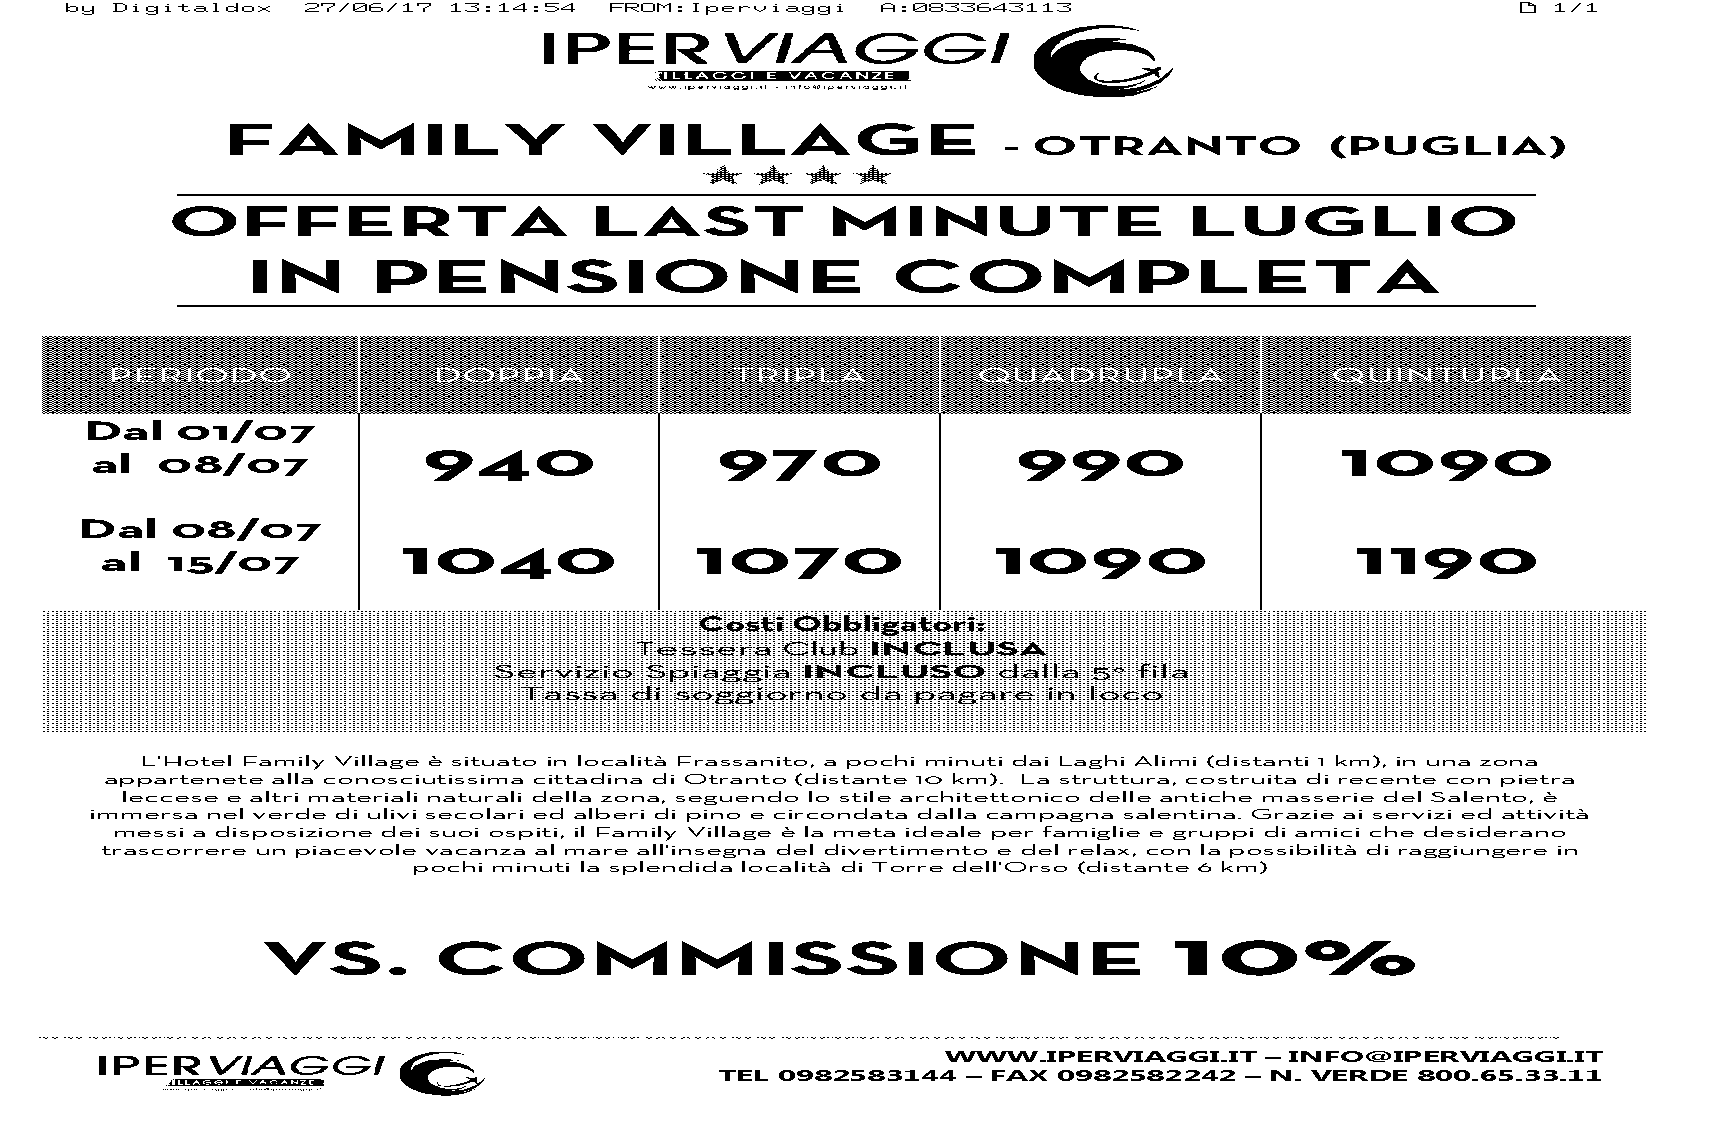 by Digitaldox 27/06/17 13:14:54 FROM:Iperviaggi A:0833643113 1/1
IPERVIAGGI
VILLAGGI E VACANZE
www.iperviaggi.it - info@iperviaggi.it
FAMILY VILLAGE - OTRANTO (PUGLIA)
OFFERTA LAST MINUTE LUGLIO
IN PENSIONE COMPLETA
PERIODO DOPPIA TRIPLA QUADRUPLA QUINTUPLA
Dal 01/07
al 08/07 940 970 990 1090
Dal 08/07
al 15/07 1040 1070 1090 1190
Costi Obbligatori:
Tessera Club INCLUSA
Servizio Spiaggia INCLUSO dalla 5° fila
Tassa di soggiorno da pagare in loco
L'Hotel Family Village è situato in località Frassanito, a pochi minuti dai Laghi Alimi (distanti 1 km), in una zona
appartenete alla conosciutissima cittadina di Otranto (distante 10 km). La struttura, costruita di recente con pietra
leccese e altri materiali naturali della zona, seguendo lo stile architettonico delle antiche masserie del Salento, è
immersa nel verde di ulivi secolari ed alberi di pino e circondata dalla campagna salentina. Grazie ai servizi ed attività
messi a disposizione dei suoi ospiti, il Family Village è la meta ideale per famiglie e gruppi di amici che desiderano
trascorrere un piacevole vacanza al mare all'insegna del divertimento e del relax, con la possibilità di raggiungere in
pochi minuti la splendida località di Torre dell'Orso (distante 6 km)
VS. COMMISSIONE 10%
IPERVIAGGI
VILLAGGI E VACANZE
WWW.IPERVIAGGI.IT – INFO@IPERVIAGGI.IT
TEL 0982583144 – FAX 0982582242 – N. VERDE 800.65.33.11